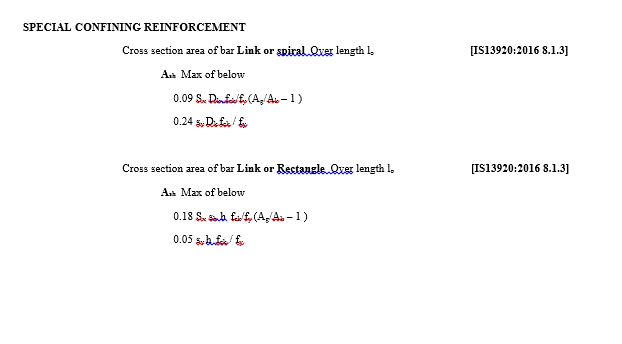 SPECIAL CONFINING REINFORCEMENT
Cross section area of bar Link or spiral Over length lₒ [IS13920:2016 8.1.3]
Aₛₕ Max of below
0.09 Sᵥ Dₖ fck/fy (Ag/Ak – 1 )
0.24 sᵥ Dₖ fck / fy
Cross section area of bar Link or Rectangle Over length lₒ [IS13920:2016 8.1.3]
Aₛₕ Max of below
0.18 Sᵥ h fck/fy (Ag/Ak – 1 )
0.05 sᵥ h fck / fy